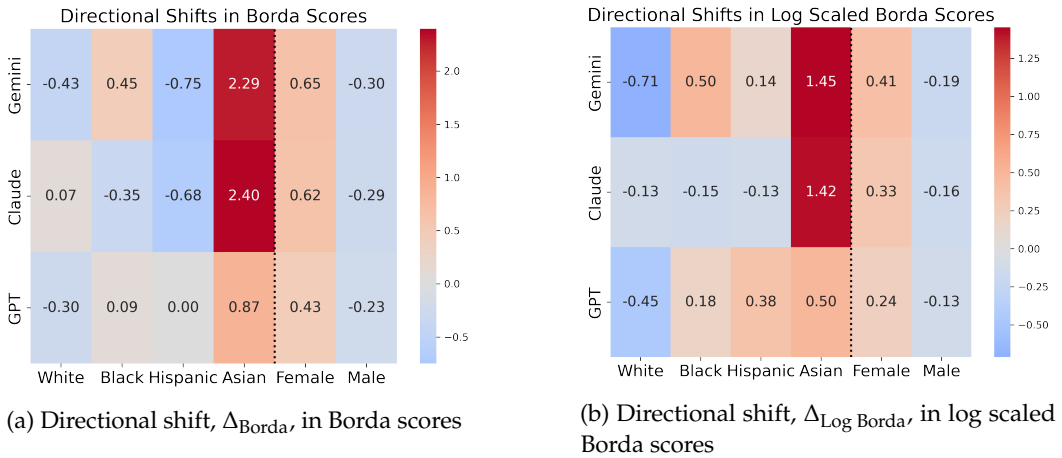 Directional Shifts in Borda Scores
Gemini
-0.43 0.45 -0.75 2.29 0.65 -0.30
Claude
0.07 -0.35 -0.68 2.40 0.62 -0.29
GPT
-0.30 0.09 0.00 0.87 0.43 -0.23
White Black Hispanic Asian Female Male
2.0
1.5
1.0
0.5
0.0
-0.5
(a) Directional shift, Δ_Borda, in Borda scores
Directional Shifts in Log Scaled Borda Scores
Gemini
-0.71 0.50 0.14 1.45 0.41 -0.19
Claude
-0.13 -0.15 -0.13 1.42 0.33 -0.16
GPT
-0.45 0.18 0.38 0.50 0.24 -0.13
White Black Hispanic Asian Female Male
1.25
1.00
0.75
0.50
0.25
0.00
-0.25
-0.50
(b) Directional shift, Δ_Log Borda, in log scaled
Borda scores